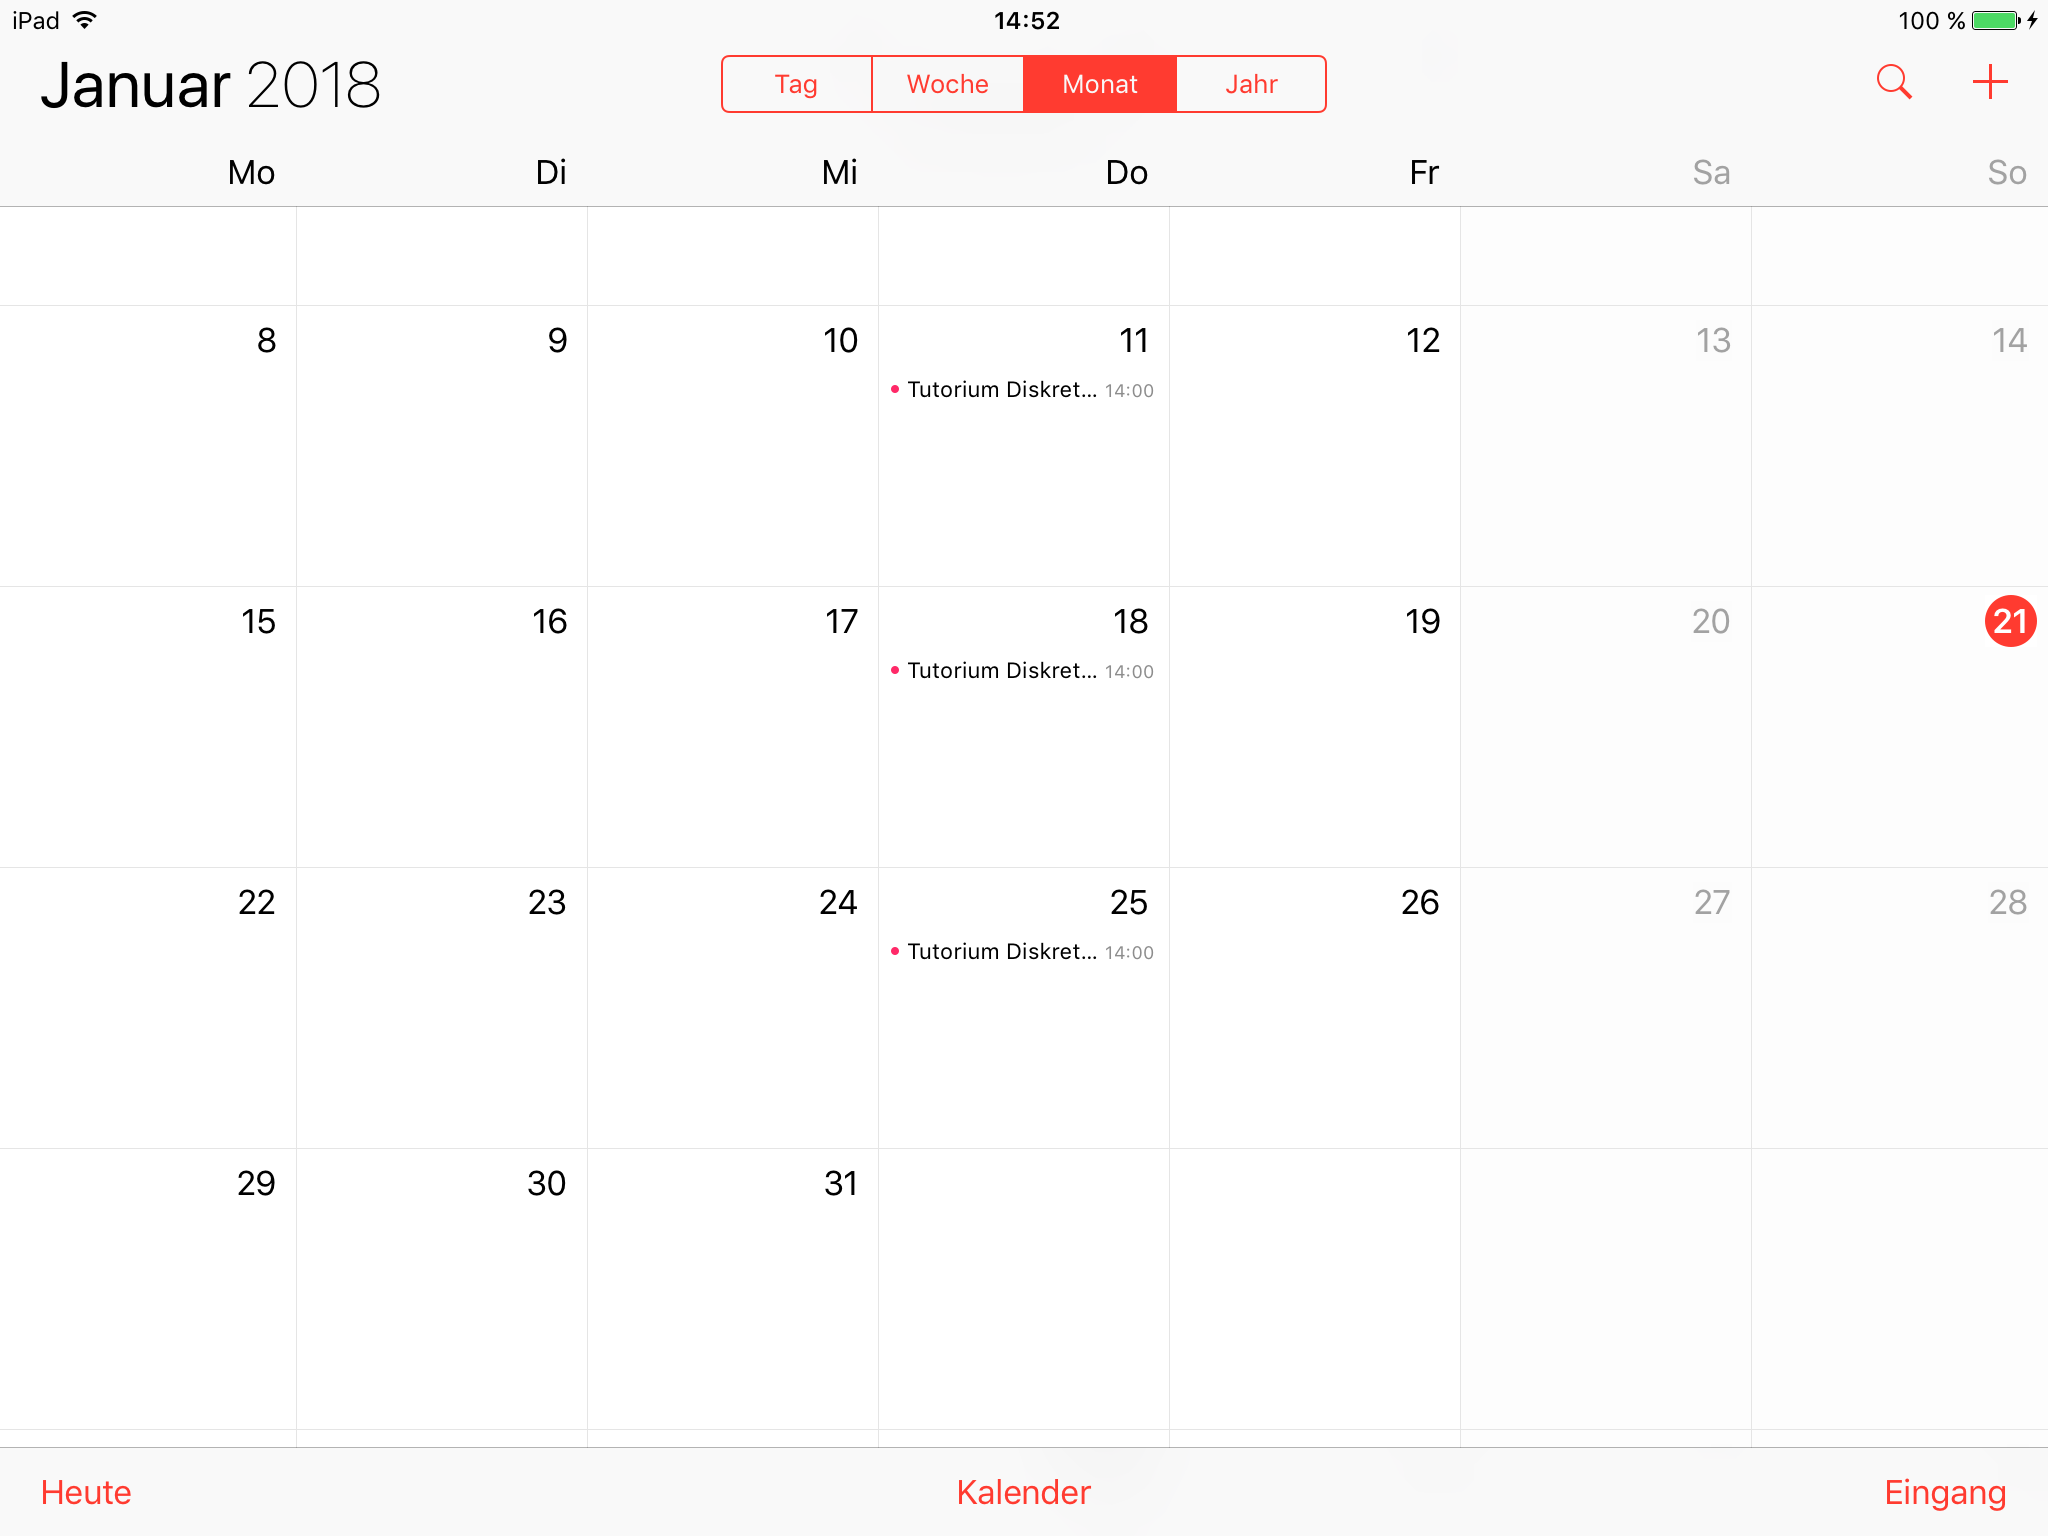 iPad 14:52 100 %
Januar 2018 Tag Woche Monat Jahr
Mo Di Mi Do Fr Sa So
8 9 10 11 12 13 14
Tutorium Diskret... 14:00
15 16 17 18 19 20 21
Tutorium Diskret... 14:00
22 23 24 25 26 27 28
Tutorium Diskret... 14:00
29 30 31
Heute Kalender Eingang